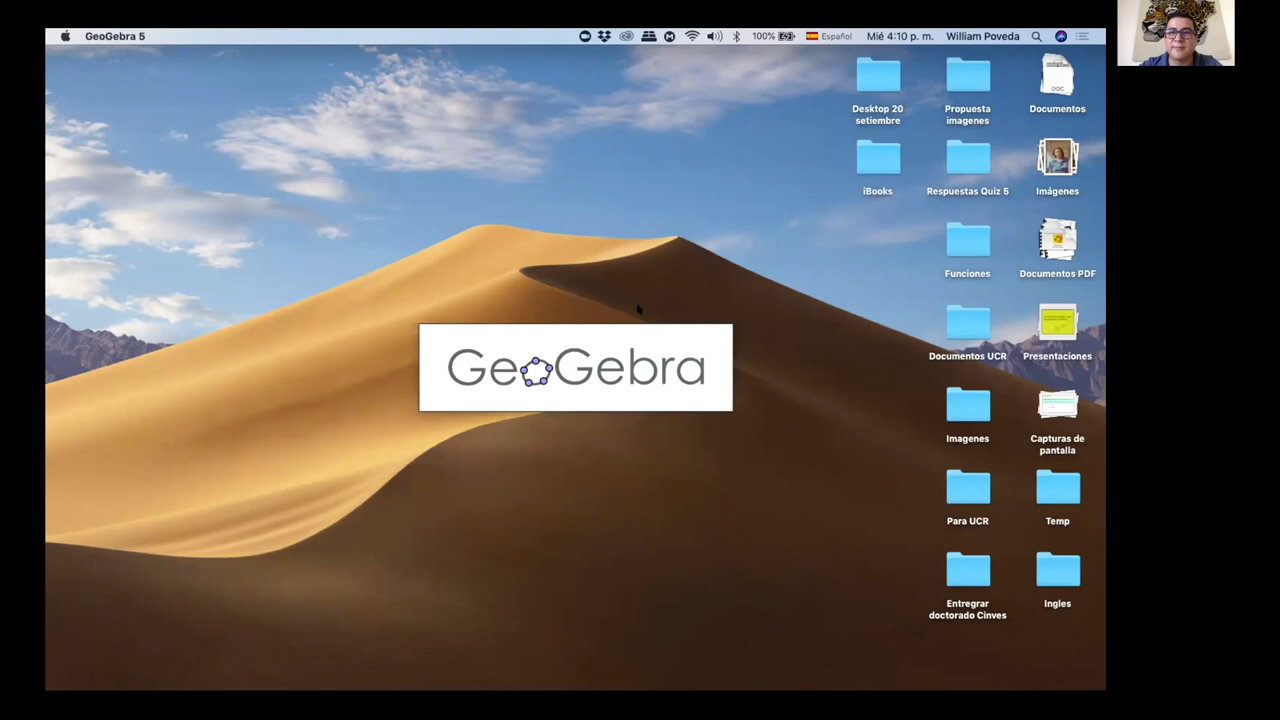 GeoGebra 5
100%
Español
Mié 4:10 p. m.
William Poveda
Desktop 20
setiembre
Propuesta
imagenes
DOC
Documentos
iBooks
Respuestas Quiz 5
Imágenes
Funciones
Documentos PDF
Documentos UCR
Presentaciones
Imagenes
Capturas de
pantalla
Para UCR
Temp
Entregrar
doctorado Cinves
Ingles
GeoGebra